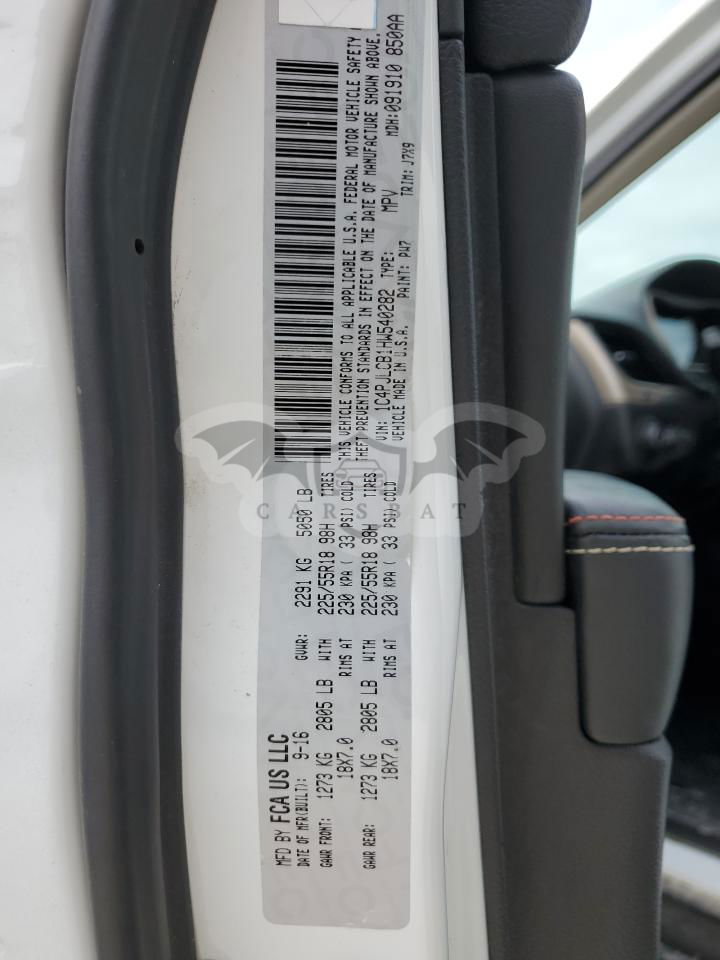 MFD BY FCA US LLC
DATE OF MFR(BUILT): 9-16 GVWR: 2291 KG 5050 LB
GAWR FRONT: 1273 KG 2805 LB WITH 225/55R18 98H TIRES
18X7.0 RIMS AT 230 KPA ( 33 PSI) COLD
GAWR REAR: 1273 KG 2805 LB WITH 225/55R18 98H TIRES
18X7.0 RIMS AT 230 KPA ( 33 PSI) COLD
THIS VEHICLE CONFORMS TO ALL APPLICABLE U.S.A. FEDERAL MOTOR VEHICLE SAFETY
THEFT PREVENTION STANDARDS IN EFFECT ON THE DATE OF MANUFACTURE SHOWN ABOVE.
VIN: 1C4PJLCB1HW540282 TYPE: MPV MDH:091910 850AA
VEHICLE MADE IN U.S.A. PAINT: PW7 TRIM: J7X9
CARSBAT